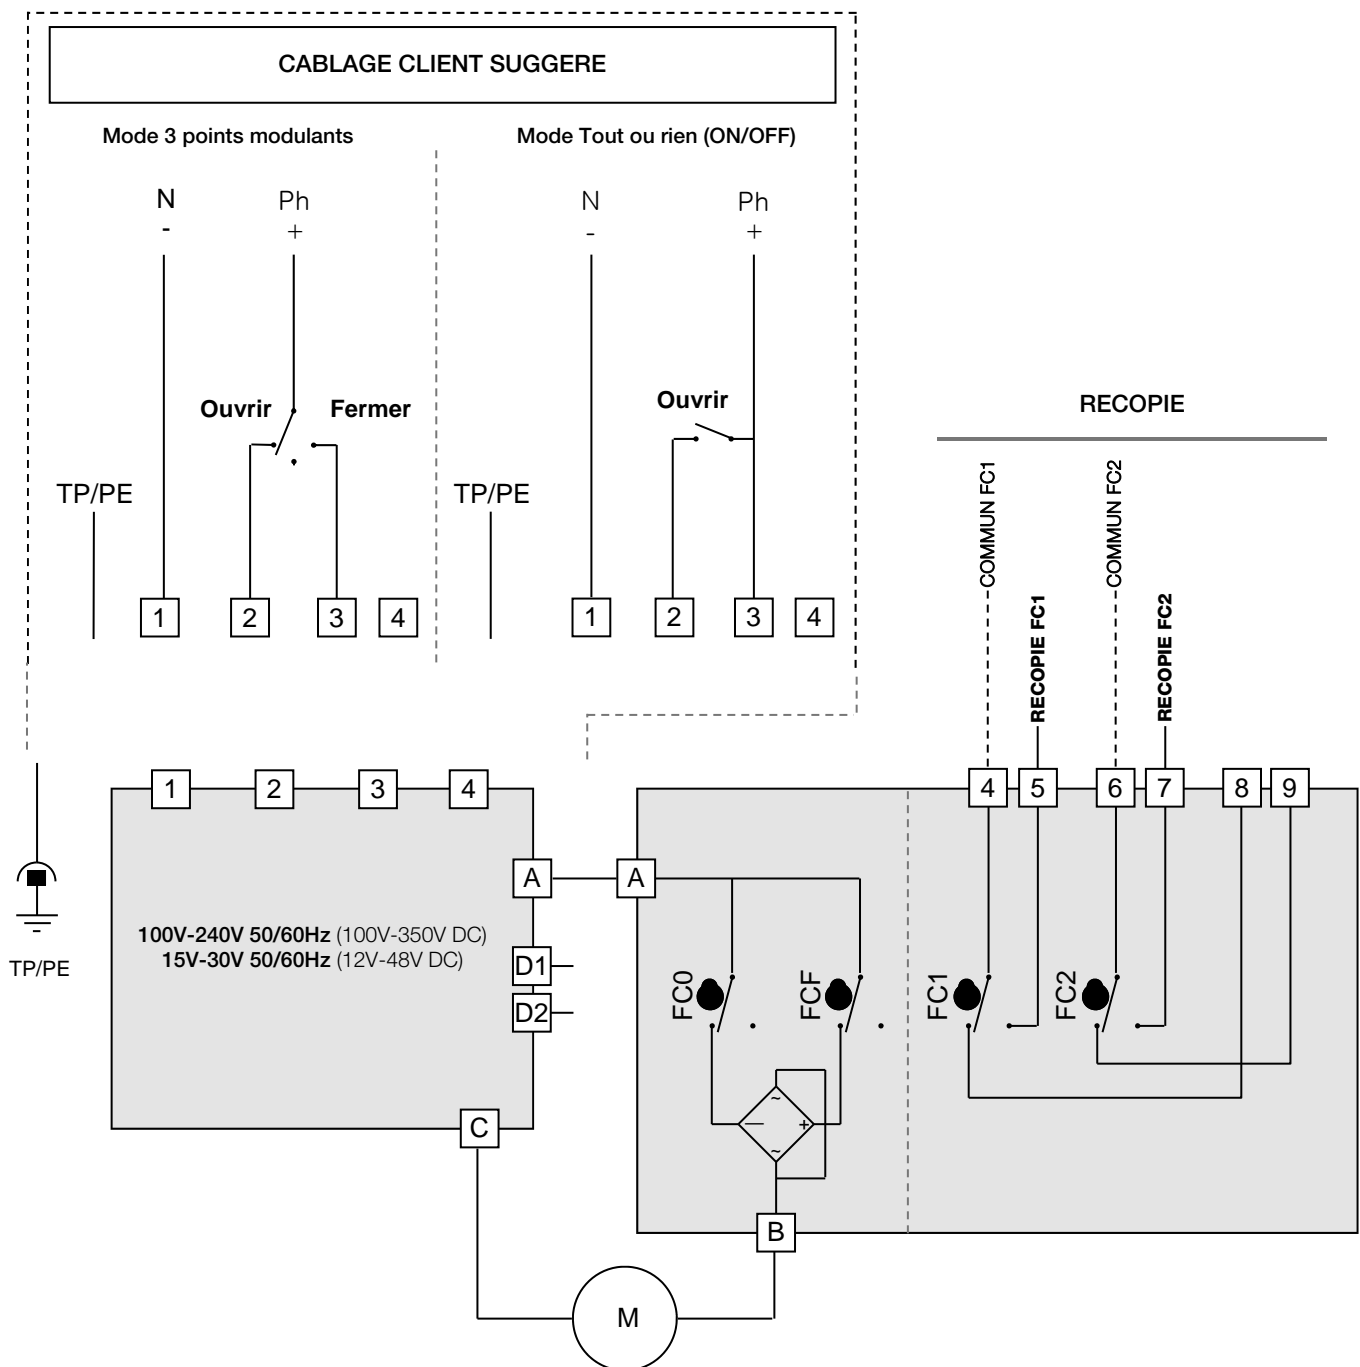 CABLAGE CLIENT SUGGERE
Mode 3 points modulants
Mode Tout ou rien (ON/OFF)
N
-
Ph
+
N
-
Ph
+
Ouvrir
Fermer
Ouvrir
TP/PE
TP/PE
1
2
3
4
1
2
3
4
RECOPIE
COMMUN FC1
RECOPIE FC1
COMMUN FC2
RECOPIE FC2
1
2
3
4
4
5
6
7
8
9
A
A
100V-240V 50/60Hz (100V-350V DC)
15V-30V 50/60Hz (12V-48V DC)
D1
D2
TP/PE
FC0
FCF
FC1
FC2
~
—
+
~
C
B
M